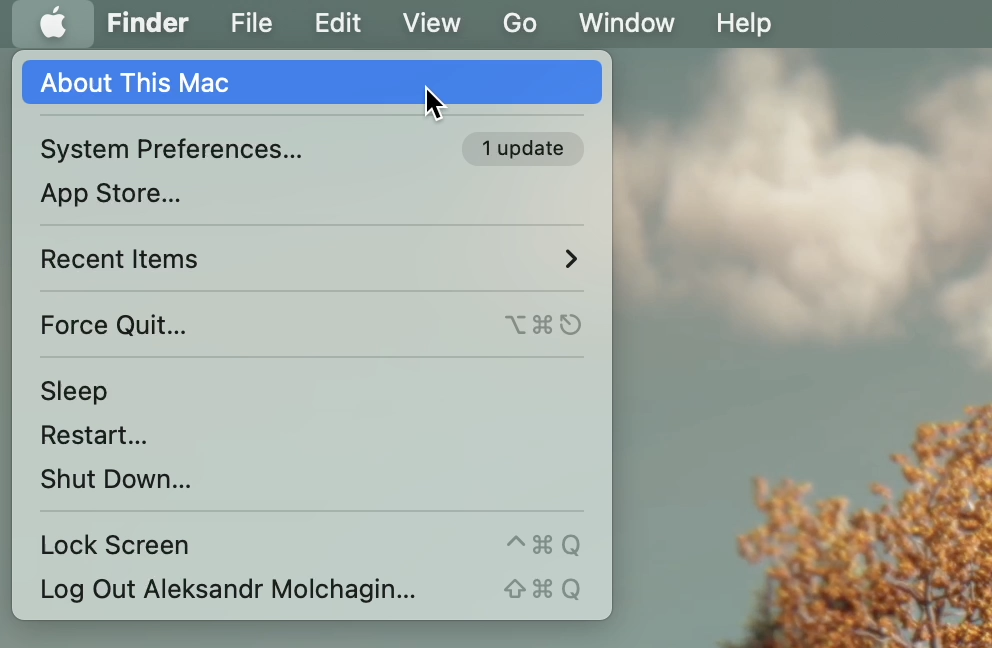 Finder File Edit View Go Window Help
About This Mac
System Preferences... 1 update
App Store...
Recent Items
Force Quit... ⌥⌘⎋
Sleep
Restart...
Shut Down...
Lock Screen ^⌘Q
Log Out Aleksandr Molchagin... ⇧⌘Q